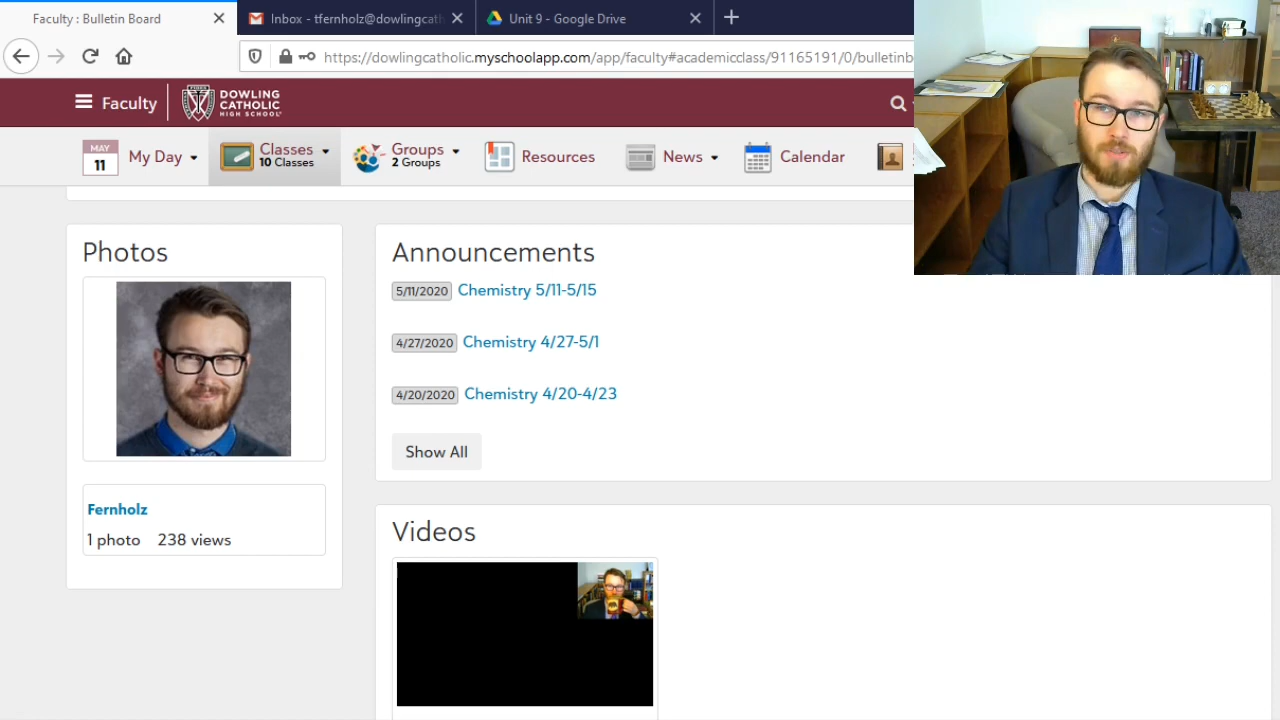 Faculty : Bulletin Board
Inbox - tfernholz@dowlingcath
Unit 9 - Google Drive
https://dowlingcatholic.myschoolapp.com/app/faculty#academicclass/91165191/0/bulletinb
Faculty
DOWLING
CATHOLIC
HIGH SCHOOL
MAY
11
My Day
Classes
10 Classes
Groups
2 Groups
Resources
News
Calendar
Photos
Fernholz
1 photo 238 views
Announcements
5/11/2020 Chemistry 5/11-5/15
4/27/2020 Chemistry 4/27-5/1
4/20/2020 Chemistry 4/20-4/23
Show All
Videos